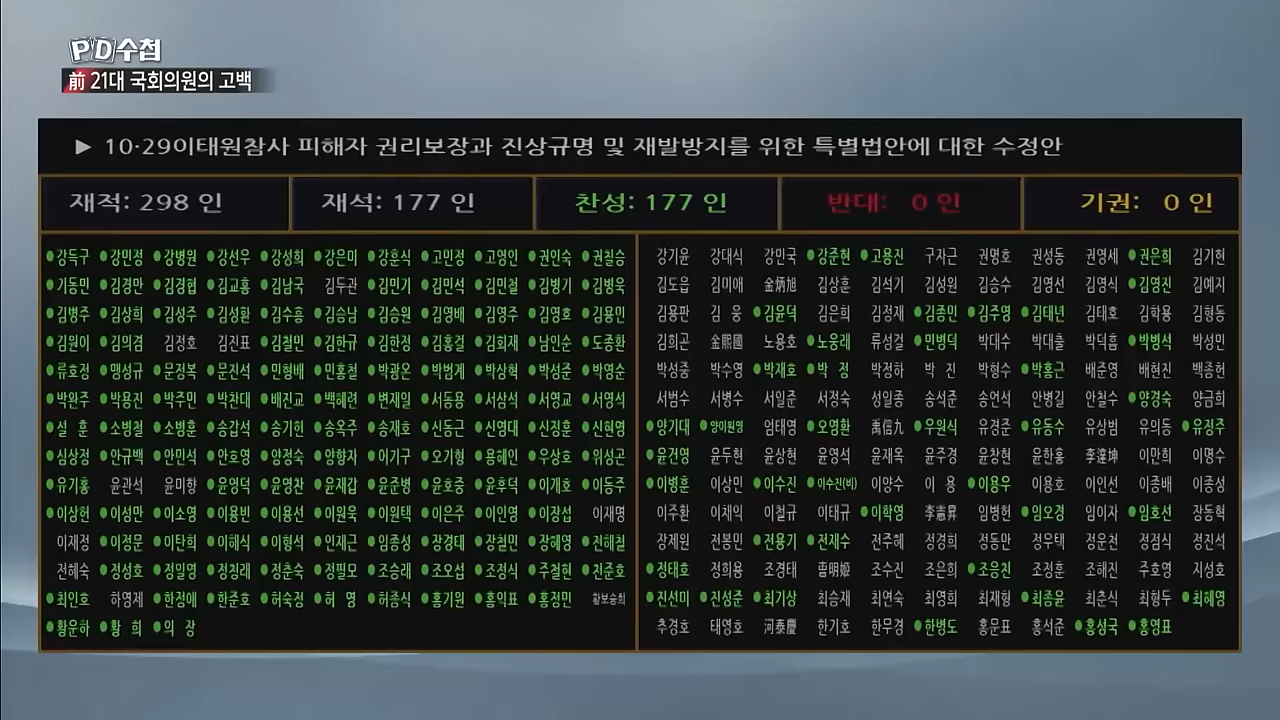 PD수첩
前 21대 국회의원의 고백
▶ 10·29이태원참사 피해자 권리보장과 진상규명 및 재발방지를 위한 특별법안에 대한 수정안
재적: 298 인 재석: 177 인 찬성: 177 인 반대: 0 인 기권: 0 인
강득구 강민정 강병원 강선우 강성희 강은미 강훈식 고민정 고영인 권인숙 권칠승
기동민 김경만 김경협 김교흥 김남국 김두관 김민기 김민석 김민철 김병기 김병욱
김병주 김상희 김성주 김성환 김수흥 김승남 김승원 김영배 김영주 김영호 김용민
김원이 김의겸 김정호 김진표 김철민 김한규 김한정 김홍걸 김회재 남인순 도종환
류호정 맹성규 문정복 문진석 민형배 민홍철 박광온 박범계 박상혁 박성준 박영순
박완주 박용진 박주민 박찬대 배진교 백혜련 변재일 서동용 서삼석 서영교 서영석
설 훈 소병철 소병훈 송갑석 송기헌 송옥주 송재호 신동근 신영대 신정훈 신현영
심상정 안규백 안민석 안호영 양정숙 양향자 이기구 오기형 용혜인 우상호 위성곤
유기홍 윤관석 윤미향 윤영덕 윤영찬 윤재갑 윤준병 윤호중 윤후덕 이개호 이동주
이상헌 이성만 이소영 이용빈 이용선 이원욱 이원택 이은주 이인영 이장섭 이재명
이재정 이정문 이탄희 이해식 이형석 인재근 임종성 장경태 장철민 장혜영 전해철
전혜숙 정성호 정일영 정청래 정춘숙 정필모 조승래 조오섭 조정식 주철현 진준호
최인호 하영제 한정애 한준호 허숙정 허 영 허종식 홍기원 홍익표 홍정민 황보승희
황운하 황 희 의 장
강기윤 강대식 강민국 강준현 고용진 구자근 권명호 권성동 권영세 권은희 김기현
김도읍 김미애 金炳旭 김상훈 김석기 김성원 김승수 김영선 김영식 김영진 김예지
김용판 김 웅 김윤덕 김은희 김정재 김종민 김주영 김태년 김태호 김학용 김형동
김희곤 金熙國 노용호 노웅래 류성걸 민병덕 박대수 박대출 박덕흠 박병석 박성민
박성중 박수영 박재호 박 정 박정하 박 진 박형수 박홍근 배준영 배현진 백종헌
서범수 서병수 서일준 서정숙 성일종 송석준 송언석 안병길 안철수 양경숙 양금희
양기대 양이원영 엄태영 오영환 禹信九 우원식 유경준 유동수 유상범 유의동 유정주
윤건영 윤두현 윤상현 윤영석 윤재옥 윤주경 윤창현 윤한홍 李達坤 이만희 이명수
이병훈 이상민 이수진 이수진(비) 이양수 이 용 이용우 이용호 이인선 이종배 이종성
이주환 이채익 이철규 이태규 이학영 李憲昇 임병헌 임오경 임이자 임호선 장동혁
장제원 전봉민 전용기 전재수 전주혜 정경희 정동만 정우택 정운천 정점식 정진석
정태호 정희용 조경태 曺明姬 조수진 조은희 조응진 조정훈 조해진 주호영 지성호
진선미 진성준 최기상 최승재 최연숙 최영희 최재형 최종윤 최춘식 최형두 최혜영
추경호 태영호 河泰慶 한기호 한무경 한병도 홍문표 홍석준 홍성국 홍영표